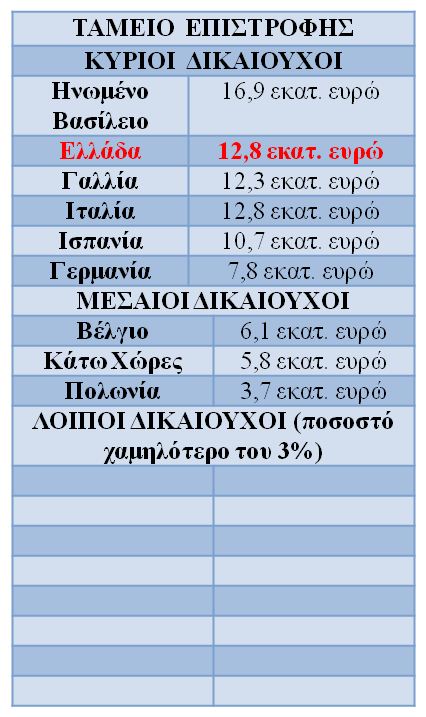 ΤΑΜΕΙΟ ΕΠΙΣΤΡΟΦΗΣ
ΚΥΡΙΟΙ ΔΙΚΑΙΟΥΧΟΙ
Ηνωμένο 16,9 εκατ. ευρώ
Βασίλειο
Ελλάδα 12,8 εκατ. ευρώ
Γαλλία 12,3 εκατ. ευρώ
Ιταλία 12,8 εκατ. ευρώ
Ισπανία 10,7 εκατ. ευρώ
Γερμανία 7,8 εκατ. ευρώ
ΜΕΣΑΙΟΙ ΔΙΚΑΙΟΥΧΟΙ
Βέλγιο 6,1 εκατ. ευρώ
Κάτω Χώρες 5,8 εκατ. ευρώ
Πολωνία 3,7 εκατ. ευρώ
ΛΟΙΠΟΙ ΔΙΚΑΙΟΥΧΟΙ (ποσοστό
χαμηλότερο του 3%)